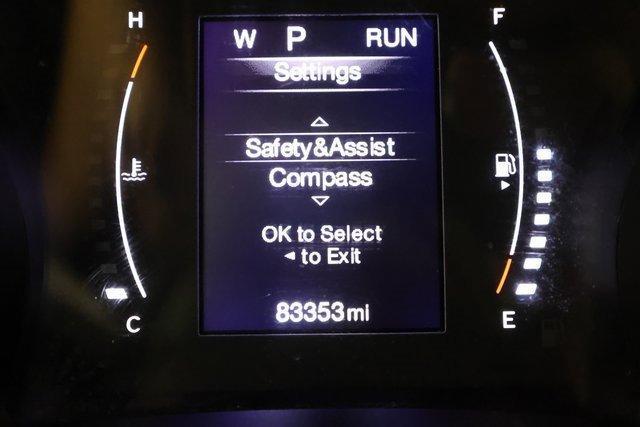 H
F
W P RUN
Settings
Safety&Assist
Compass
OK to Select
◄ to Exit
83353mi
C
E